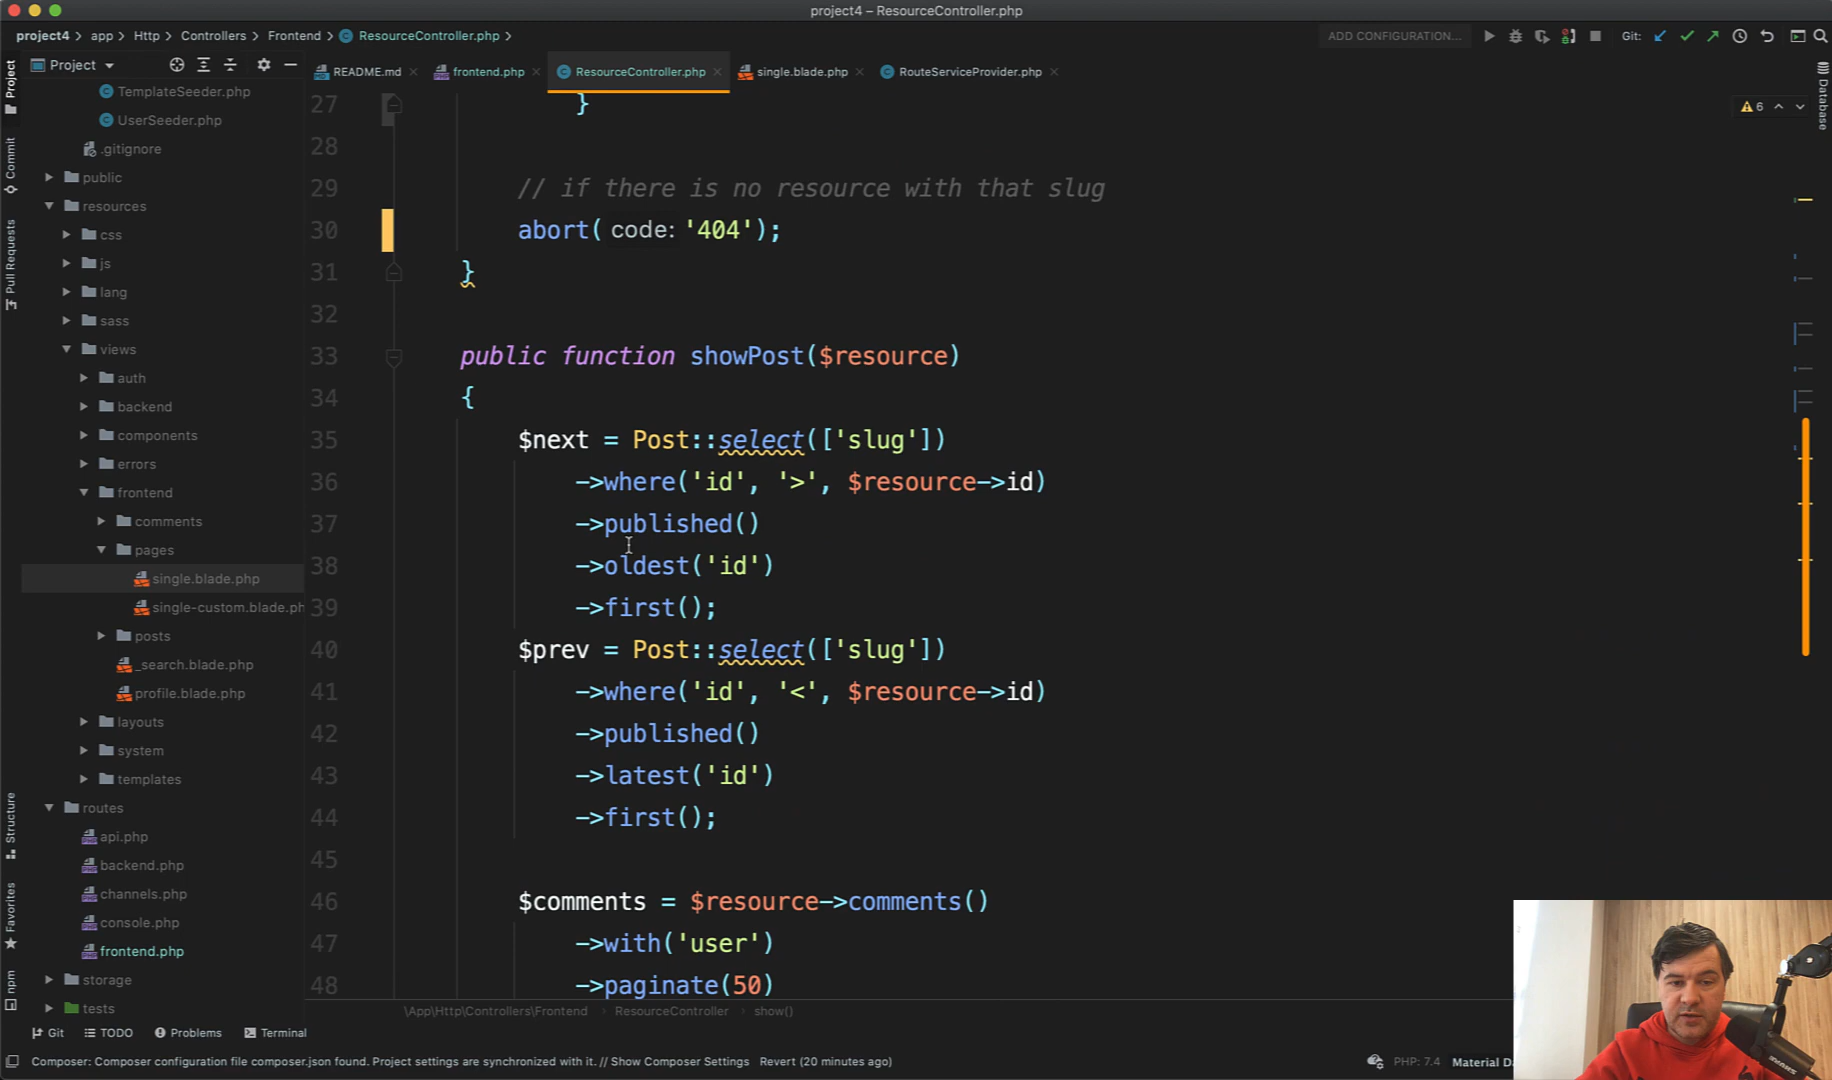 project4 – ResourceController.php
project4 > app > Http > Controllers > Frontend > ResourceController.php >
ADD CONFIGURATION...
Git:
Project
README.md
frontend.php
ResourceController.php
single.blade.php
RouteServiceProvider.php
6
Project
Commit
Pull Requests
Structure
Favorites
npm
Database
TemplateSeeder.php
UserSeeder.php
.gitignore
public
resources
css
js
lang
sass
views
auth
backend
components
errors
frontend
comments
pages
single.blade.php
single-custom.blade.ph
posts
_search.blade.php
profile.blade.php
layouts
system
templates
routes
api.php
backend.php
channels.php
console.php
frontend.php
storage
tests
27 }
28
29 // if there is no resource with that slug
30 abort( code: '404');
31 }
32
33 public function showPost($resource)
34 {
35 $next = Post::select(['slug'])
36 ->where('id', '>', $resource->id)
37 ->published()
38 ->oldest('id')
39 ->first();
40 $prev = Post::select(['slug'])
41 ->where('id', '<', $resource->id)
42 ->published()
43 ->latest('id')
44 ->first();
45
46 $comments = $resource->comments()
47 ->with('user')
48 ->paginate(50)
\App\Http\Controllers\Frontend > ResourceController > show()
Git TODO Problems Terminal
Composer: Composer configuration file composer.json found. Project settings are synchronized with it. // Show Composer Settings Revert (20 minutes ago)
PHP: 7.4 Material Da